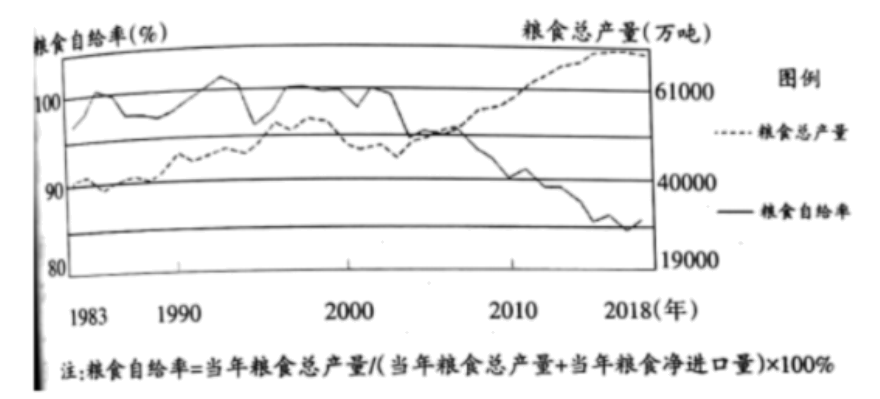 粮食自给率(%)
粮食总产量(万吨)
100
90
80
61000
40000
19000
图例
粮食总产量
粮食自给率
1983
1990
2000
2010
2018(年)
注:粮食自给率=当年粮食总产量/(当年粮食总产量+当年粮食净进口量)×100%